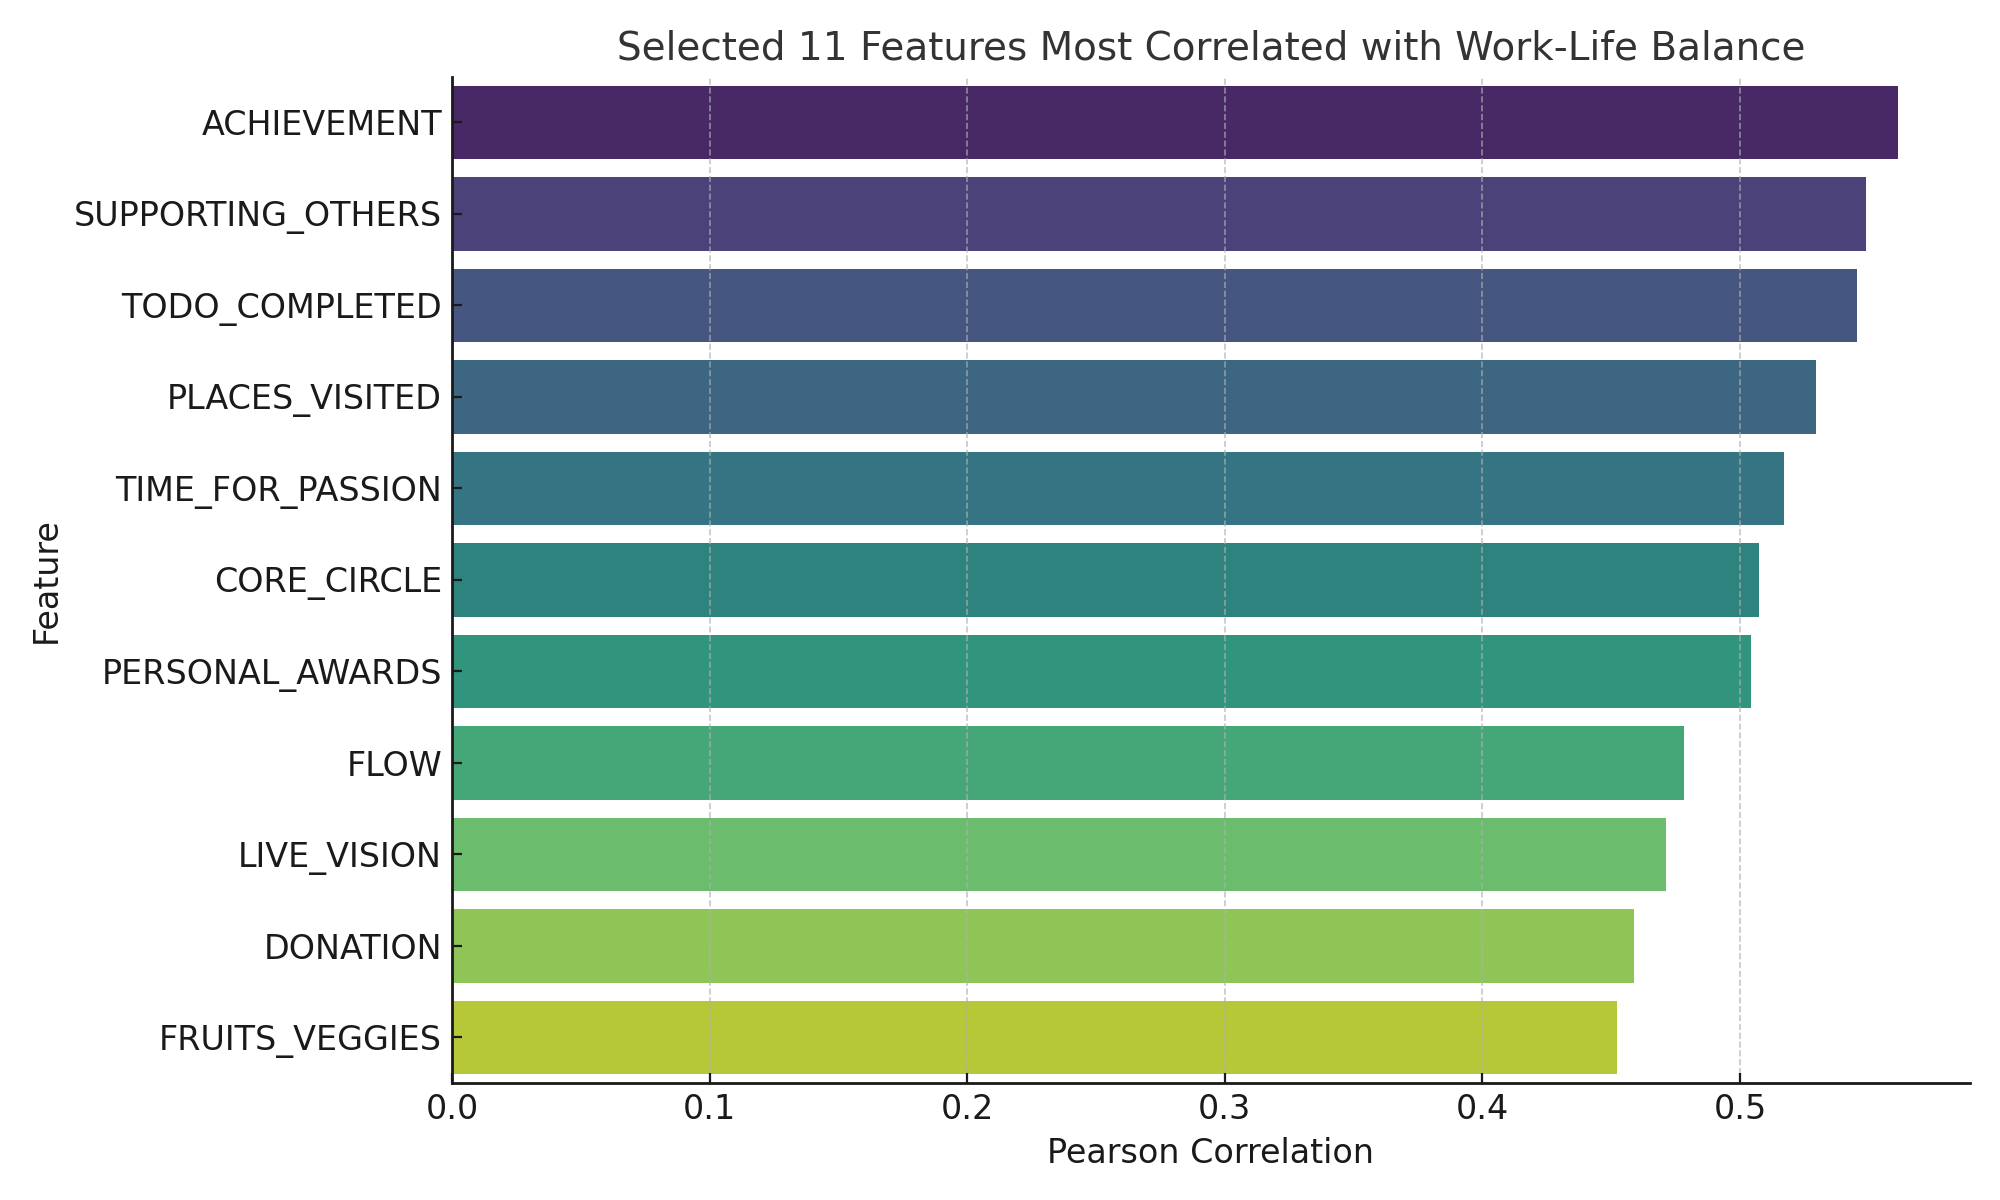 Selected 11 Features Most Correlated with Work-Life Balance
Feature
ACHIEVEMENT
SUPPORTING_OTHERS
TODO_COMPLETED
PLACES_VISITED
TIME_FOR_PASSION
CORE_CIRCLE
PERSONAL_AWARDS
FLOW
LIVE_VISION
DONATION
FRUITS_VEGGIES
0.0 0.1 0.2 0.3 0.4 0.5
Pearson Correlation